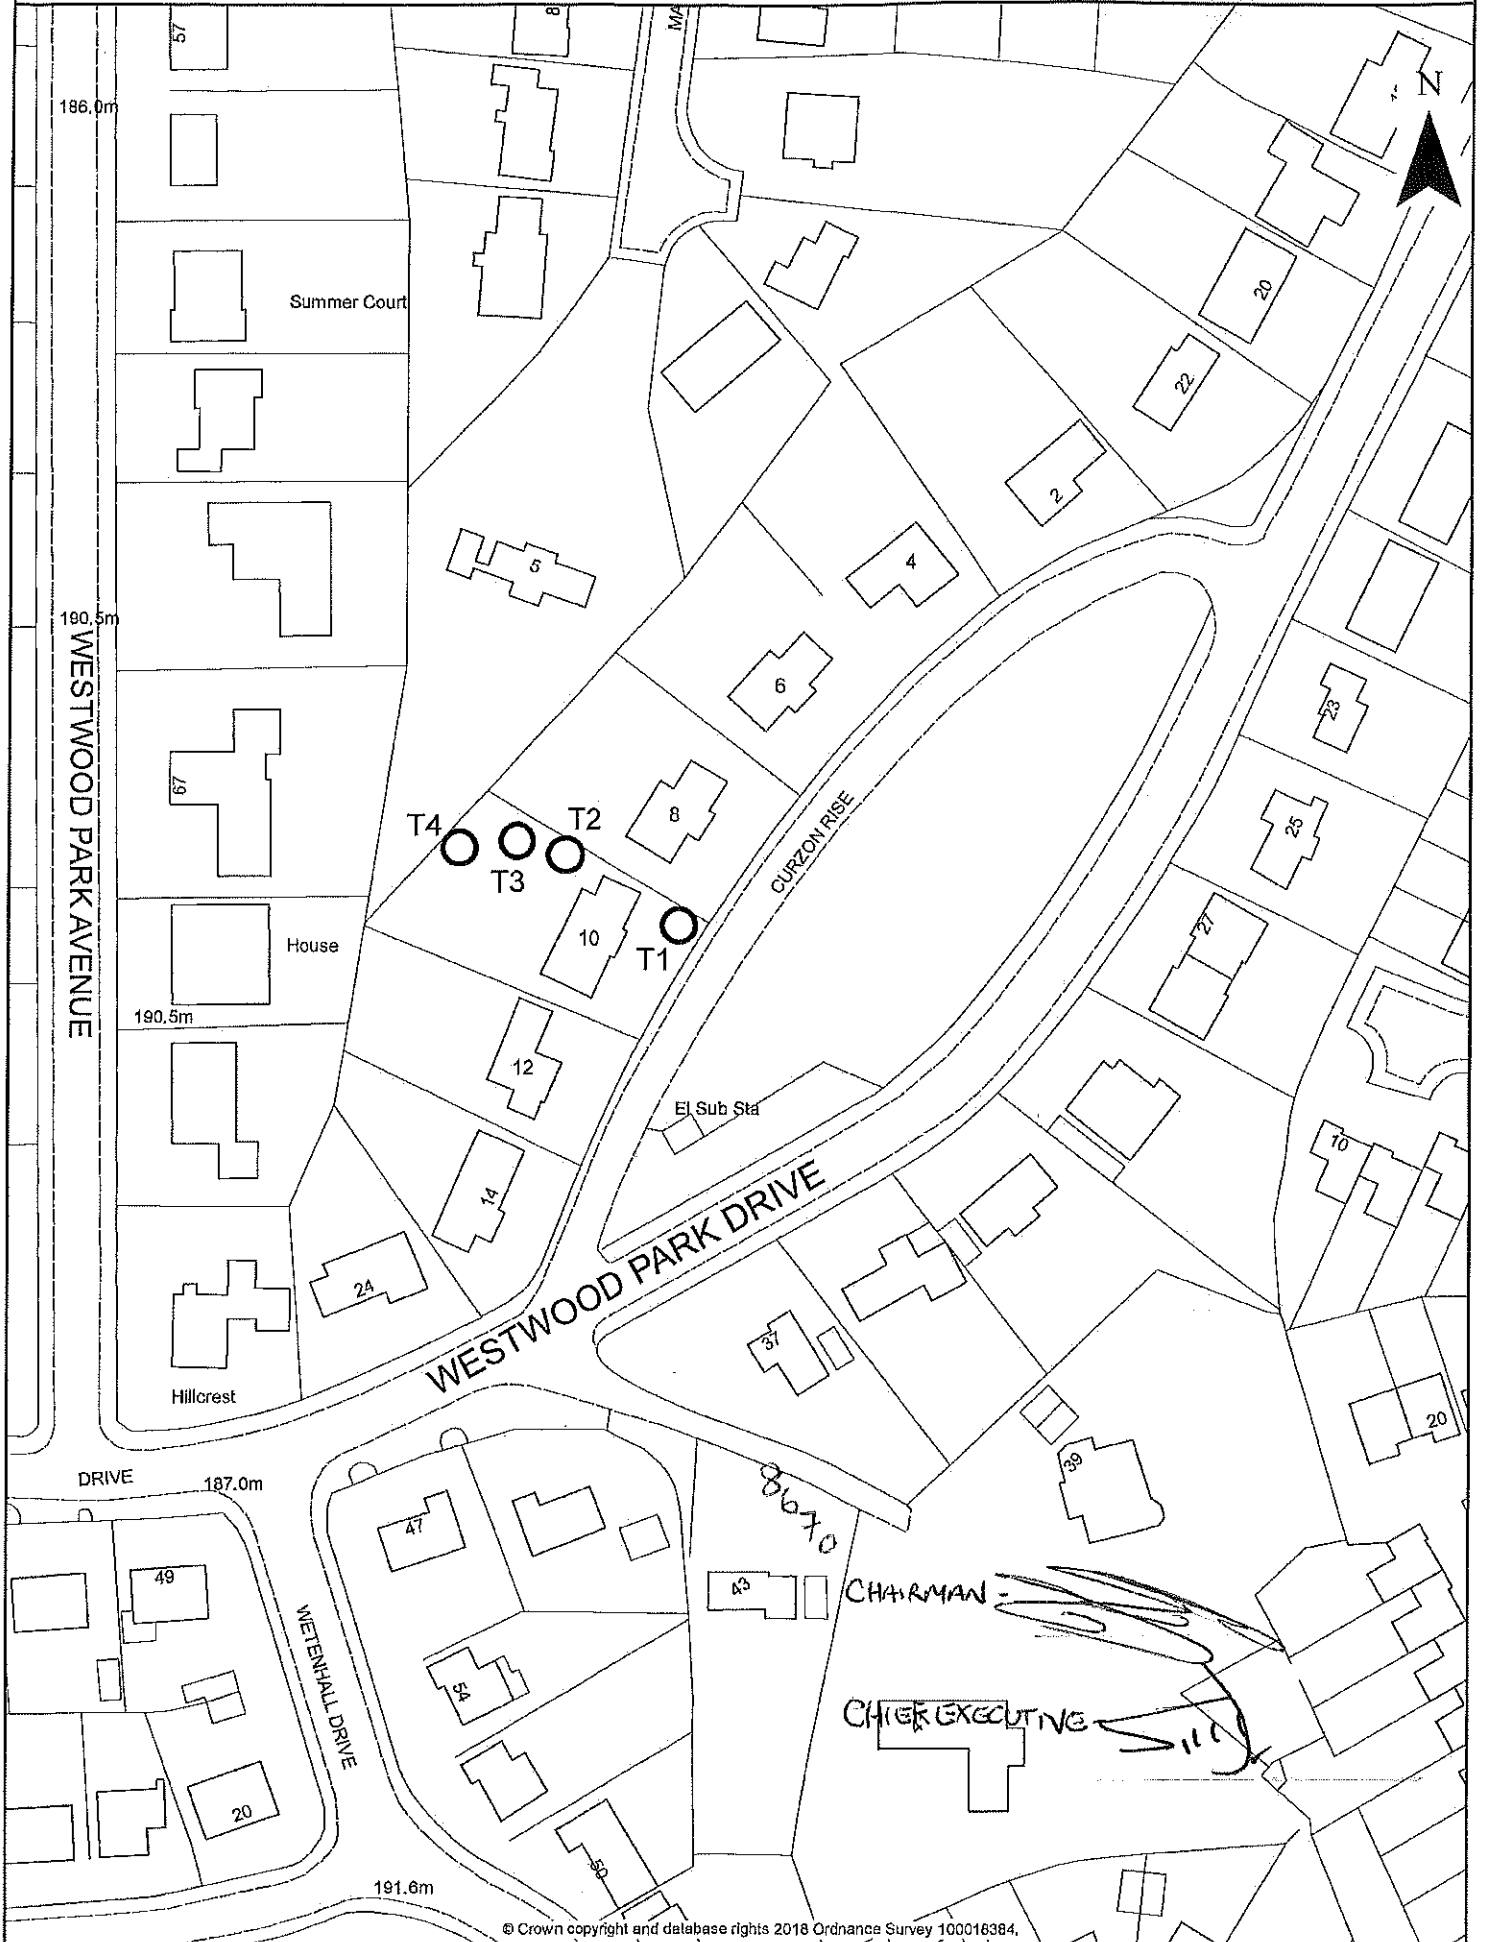 57
8
MA
186.0m
N
Summer Court
20
22
2
5
4
190.5m
WESTWOOD PARK AVENUE
6
23
67
8
CURZON RISE
25
T4
T3
T2
T1
10
27
House
190.5m
12
El Sub Sta
10
14
WESTWOOD PARK DRIVE
24
37
Hillcrest
20
39
DRIVE
187.0m
47
8670
49
43
CHAIRMAN -
WETENHALL DRIVE
54
CHIEF EXECUTIVE -
20
50
191.6m
© Crown copyright and database rights 2018 Ordnance Survey 100018384,